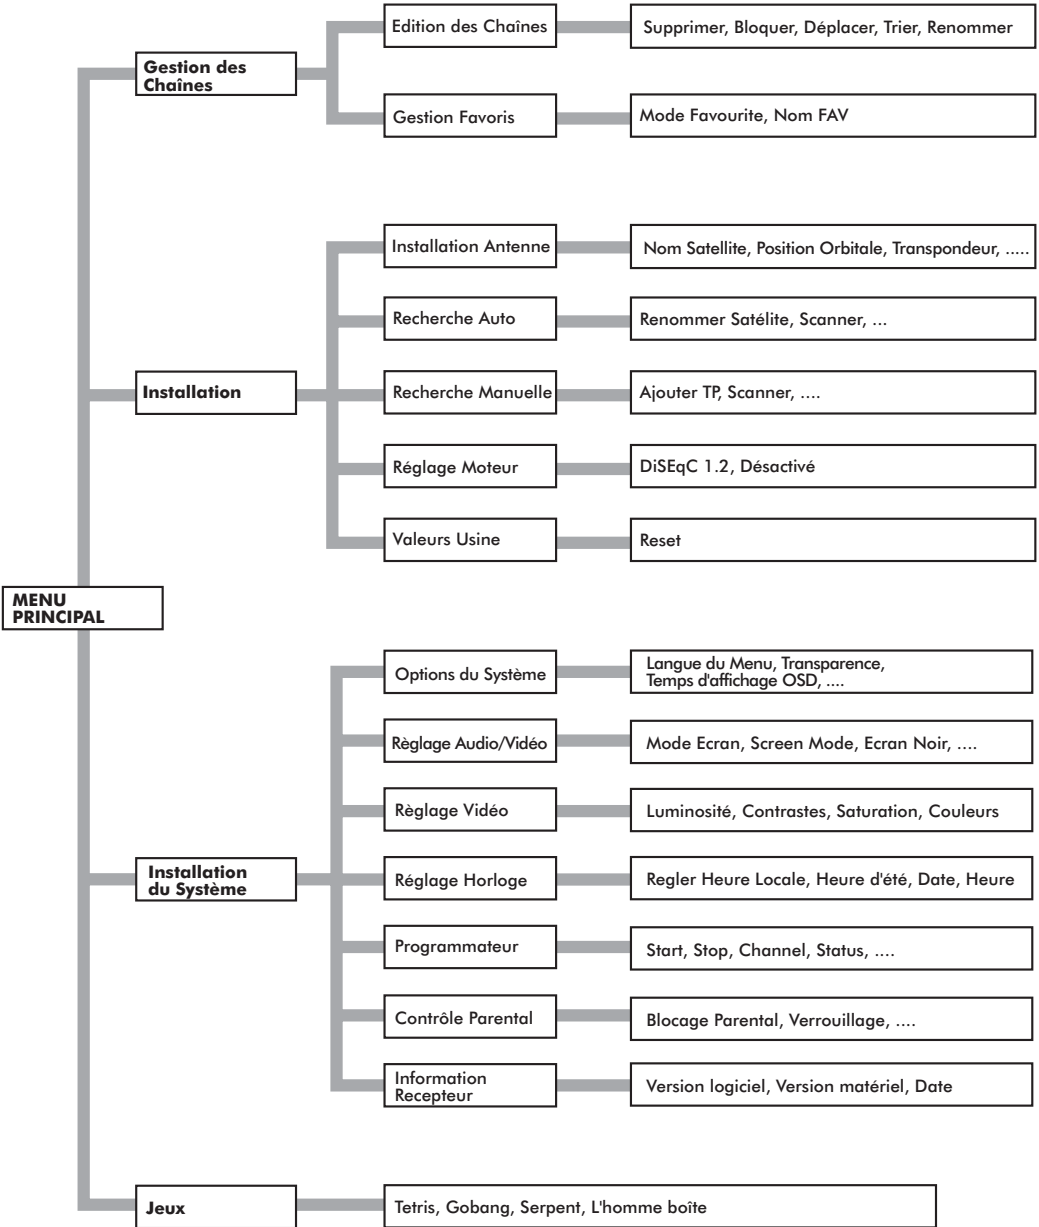 Edition des Chaînes
Supprimer, Bloquer, Déplacer, Trier, Renommer
Gestion des
Chaînes
Gestion Favoris
Mode Favourite, Nom FAV
Installation Antenne
Nom Satellite, Position Orbitale, Transpondeur, .....
Recherche Auto
Renommer Satélite, Scanner, ...
Installation
Recherche Manuelle
Ajouter TP, Scanner, ....
Réglage Moteur
DiSEqC 1.2, Désactivé
Valeurs Usine
Reset
MENU
PRINCIPAL
Options du Système
Langue du Menu, Transparence,
Temps d'affichage OSD, ....
Règlage Audio/Vidéo
Mode Ecran, Screen Mode, Ecran Noir, ....
Règlage Vidéo
Luminosité, Contrastes, Saturation, Couleurs
Installation
du Système
Réglage Horloge
Regler Heure Locale, Heure d'été, Date, Heure
Programmateur
Start, Stop, Channel, Status, ....
Contrôle Parental
Blocage Parental, Verrouillage, ....
Information
Recepteur
Version logiciel, Version matériel, Date
Jeux
Tetris, Gobang, Serpent, L'homme boîte